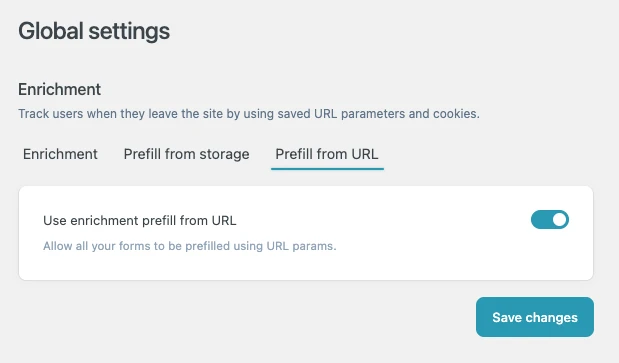 Global settings
Enrichment
Track users when they leave the site by using saved URL parameters and cookies.
Enrichment Prefill from storage Prefill from URL
Use enrichment prefill from URL
Allow all your forms to be prefilled using URL params.
Save changes